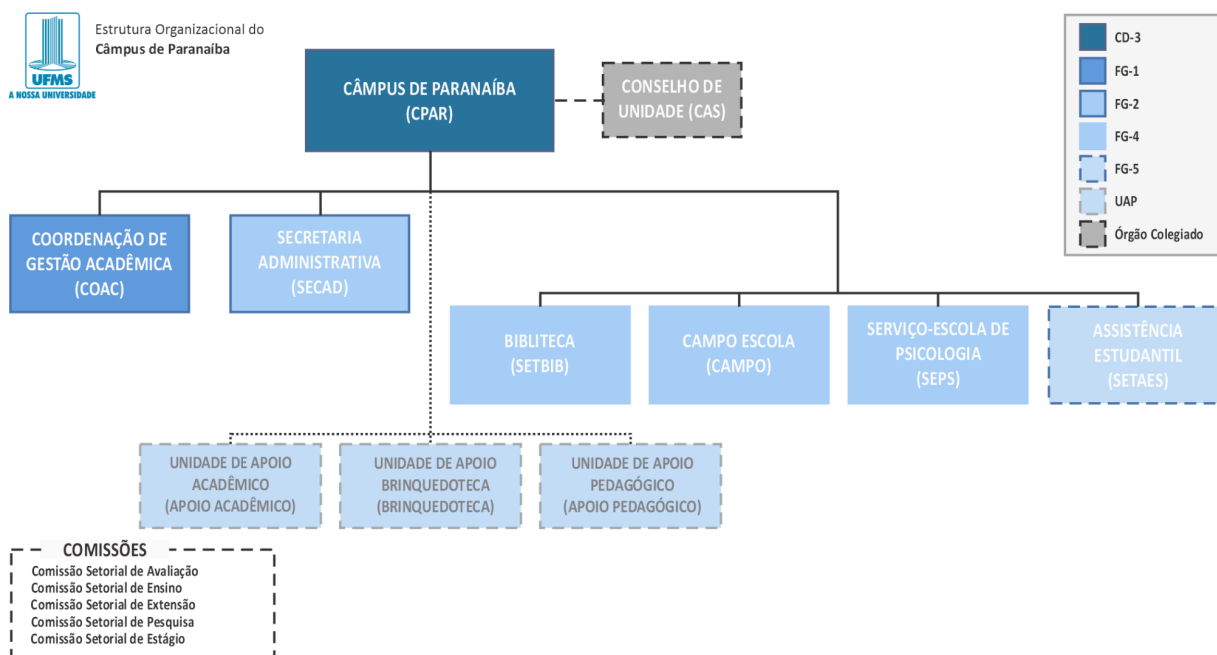 UFMS
A NOSSA UNIVERSIDADE
Estrutura Organizacional do
Câmpus de Paranaíba
CÂMPUS DE PARANAÍBA
(CPAR)
CONSELHO DE
UNIDADE (CAS)
CD-3
FG-1
FG-2
FG-4
FG-5
UAP
Órgão Colegiado
COORDENAÇÃO DE
GESTÃO ACADÊMICA
(COAC)
SECRETARIA
ADMINISTRATIVA
(SECAD)
BIBLITECA
(SETBIB)
CAMPO ESCOLA
(CAMPO)
SERVIÇO-ESCOLA DE
PSICOLOGIA
(SEPS)
ASSISTÊNCIA
ESTUDANTIL
(SETAES)
UNIDADE DE APOIO
ACADÊMICO
(APOIO ACADÊMICO)
UNIDADE DE APOIO
BRINQUEDOTECA
(BRINQUEDOTECA)
UNIDADE DE APOIO
PEDAGÓGICO
(APOIO PEDAGÓGICO)
COMISSÕES
Comissão Setorial de Avaliação
Comissão Setorial de Ensino
Comissão Setorial de Extensão
Comissão Setorial de Pesquisa
Comissão Setorial de Estágio